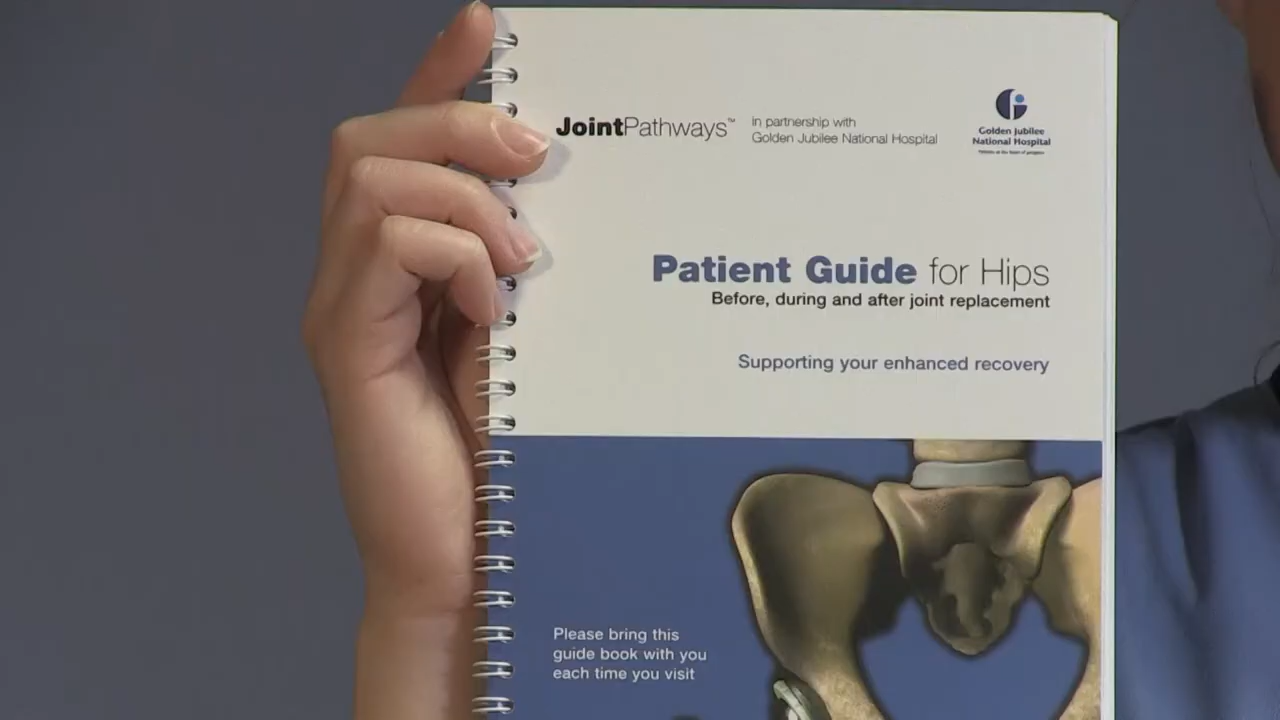 JointPathways™
in partnership with
Golden Jubilee National Hospital
Golden Jubilee
National Hospital
Patient Guide for Hips
Before, during and after joint replacement
Supporting your enhanced recovery
Please bring this
guide book with you
each time you visit